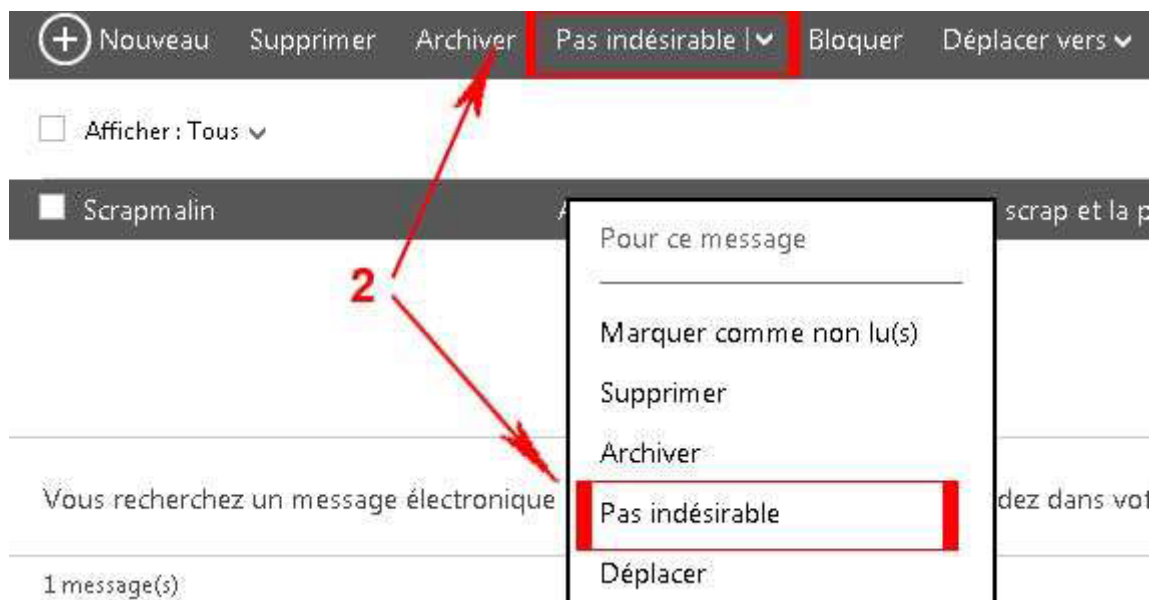 Nouveau Supprimer Archiver Pas indésirable Bloquer Déplacer vers
Afficher : Tous
Scrapmalin scrap et la p
Pour ce message
2
Marquer comme non lu(s)
Supprimer
Archiver
Vous recherchez un message électronique dez dans vot
Pas indésirable
Déplacer
1 message(s)